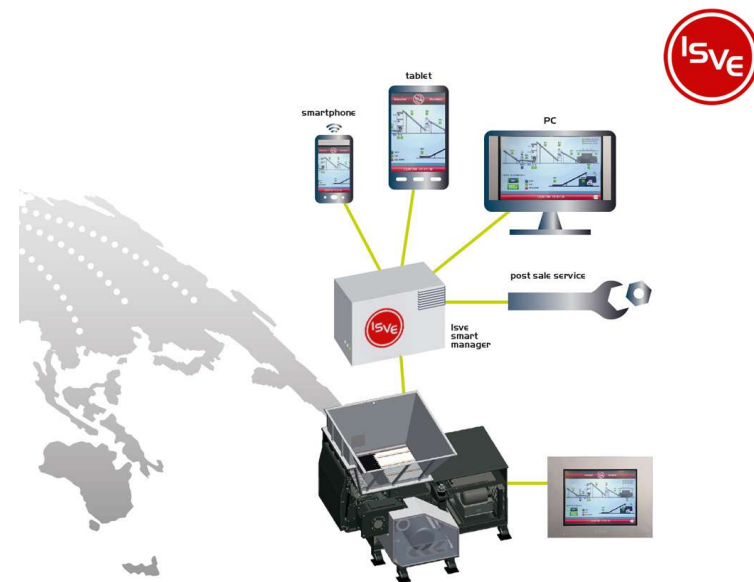 ISVE
tablet
smartphone
PC
post sale service
ISVE
Isve
smart
manager